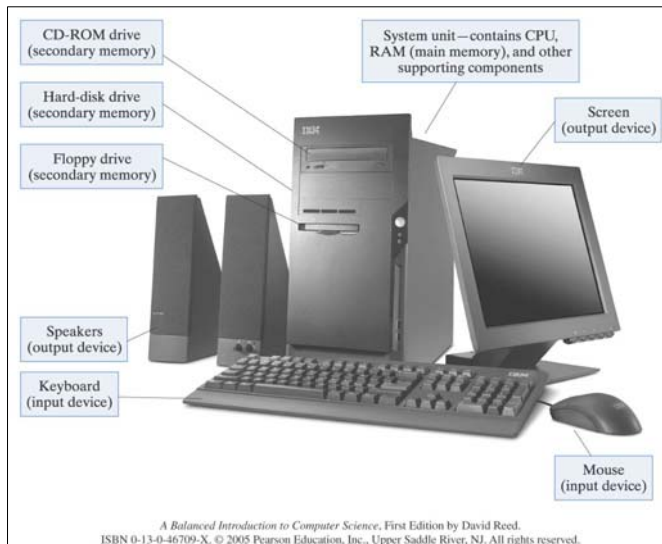 CD-ROM drive
(secondary memory)
System unit—contains CPU,
RAM (main memory), and other
supporting components
Hard-disk drive
(secondary memory)
Screen
(output device)
IBM
Floppy drive
(secondary memory)
IBM
Speakers
(output device)
Keyboard
(input device)
IBM
Mouse
(input device)
A Balanced Introduction to Computer Science, First Edition by David Reed.
ISBN 0-13-0-46709-X. © 2005 Pearson Education, Inc., Upper Saddle River, NJ. All rights reserved.